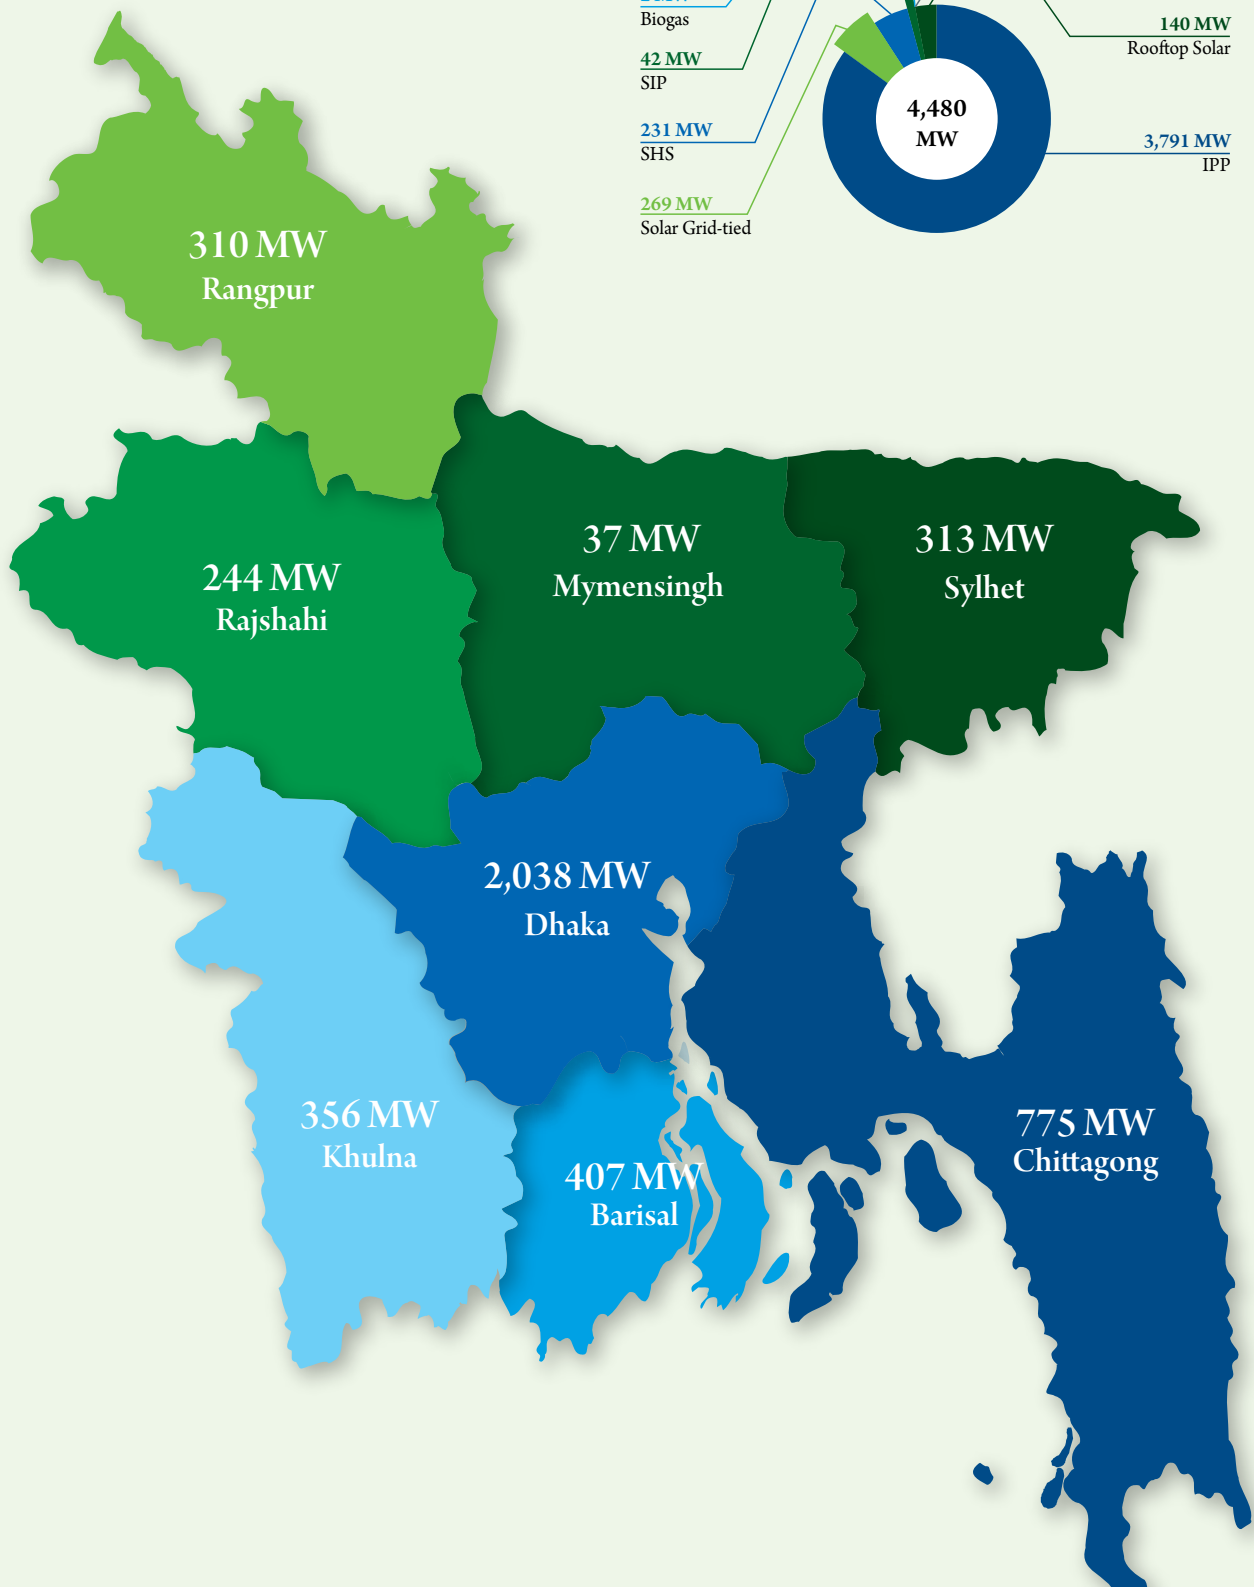 Biogas
42 MW
SIP
231 MW
SHS
269 MW
Solar Grid-tied
4,480
MW
140 MW
Rooftop Solar
3,791 MW
IPP
310 MW
Rangpur
244 MW
Rajshahi
37 MW
Mymensingh
313 MW
Sylhet
2,038 MW
Dhaka
356 MW
Khulna
407 MW
Barisal
775 MW
Chittagong